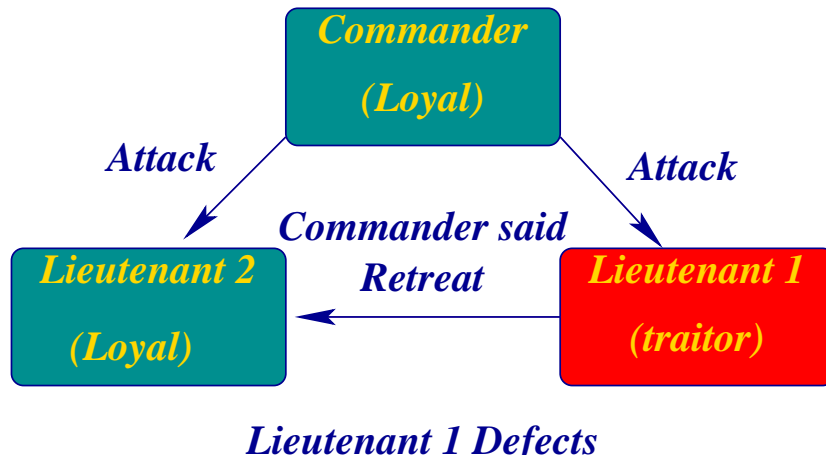 Commander
(Loyal)
Attack
Attack
Commander said
Retreat
Lieutenant 2
(Loyal)
Lieutenant 1
(traitor)
Lieutenant 1 Defects